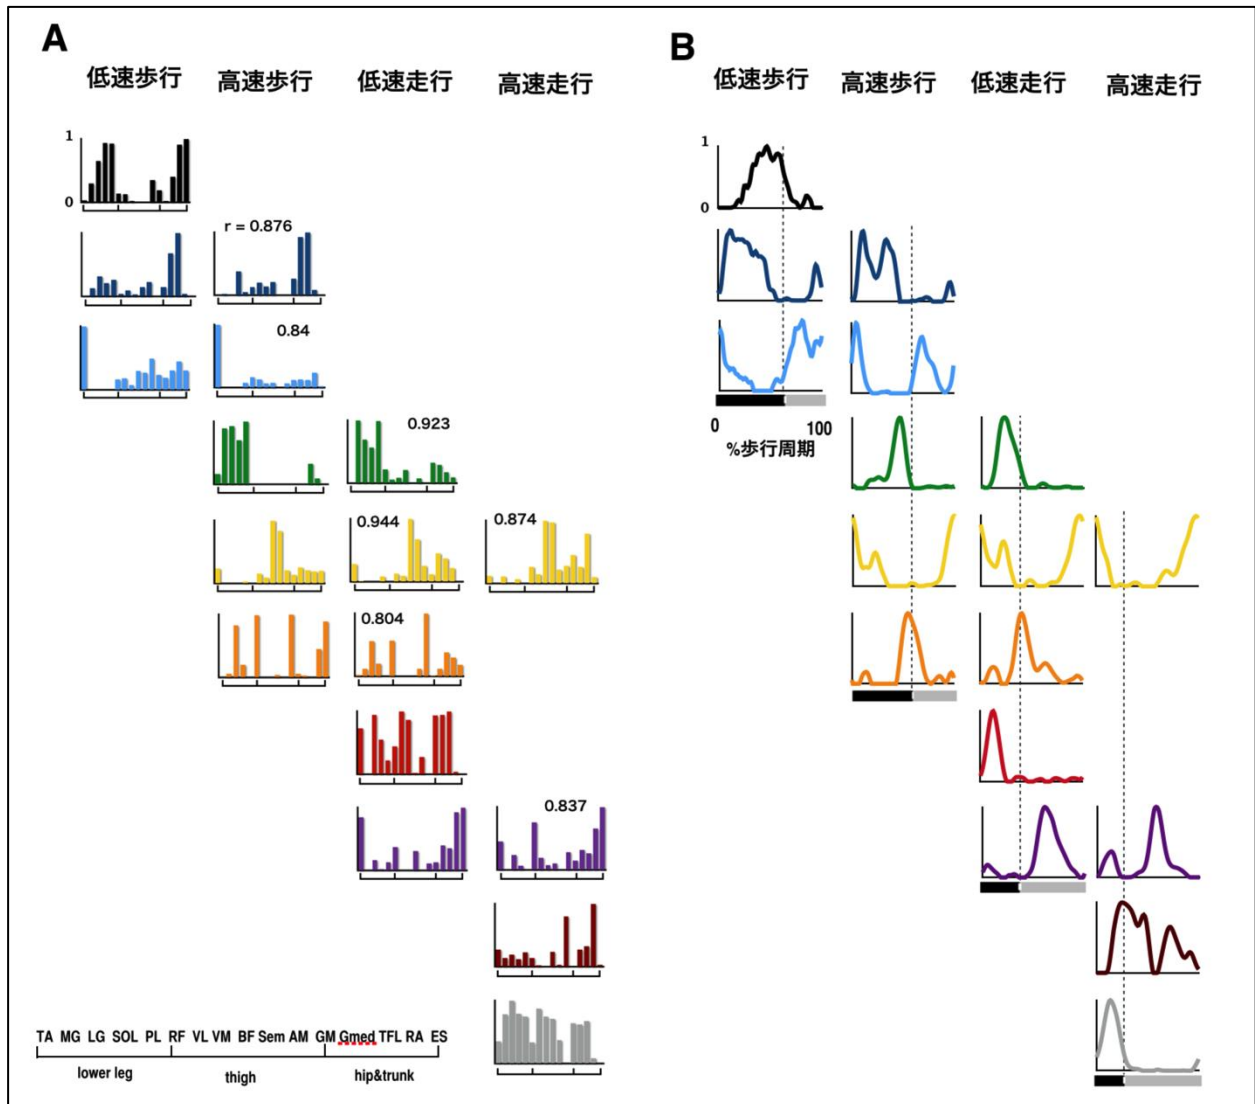 A
低速歩行
高速歩行
低速走行
高速走行
1
0
r = 0.876
0.84
0.923
0.944
0.874
0.804
0.837
TA MG LG SOL PL RF VL VM BF Sem AM GM Gmed TFL RA ES
lower leg
thigh
hip&trunk
B
低速歩行
高速歩行
低速走行
高速走行
1
0
0
100
%歩行周期